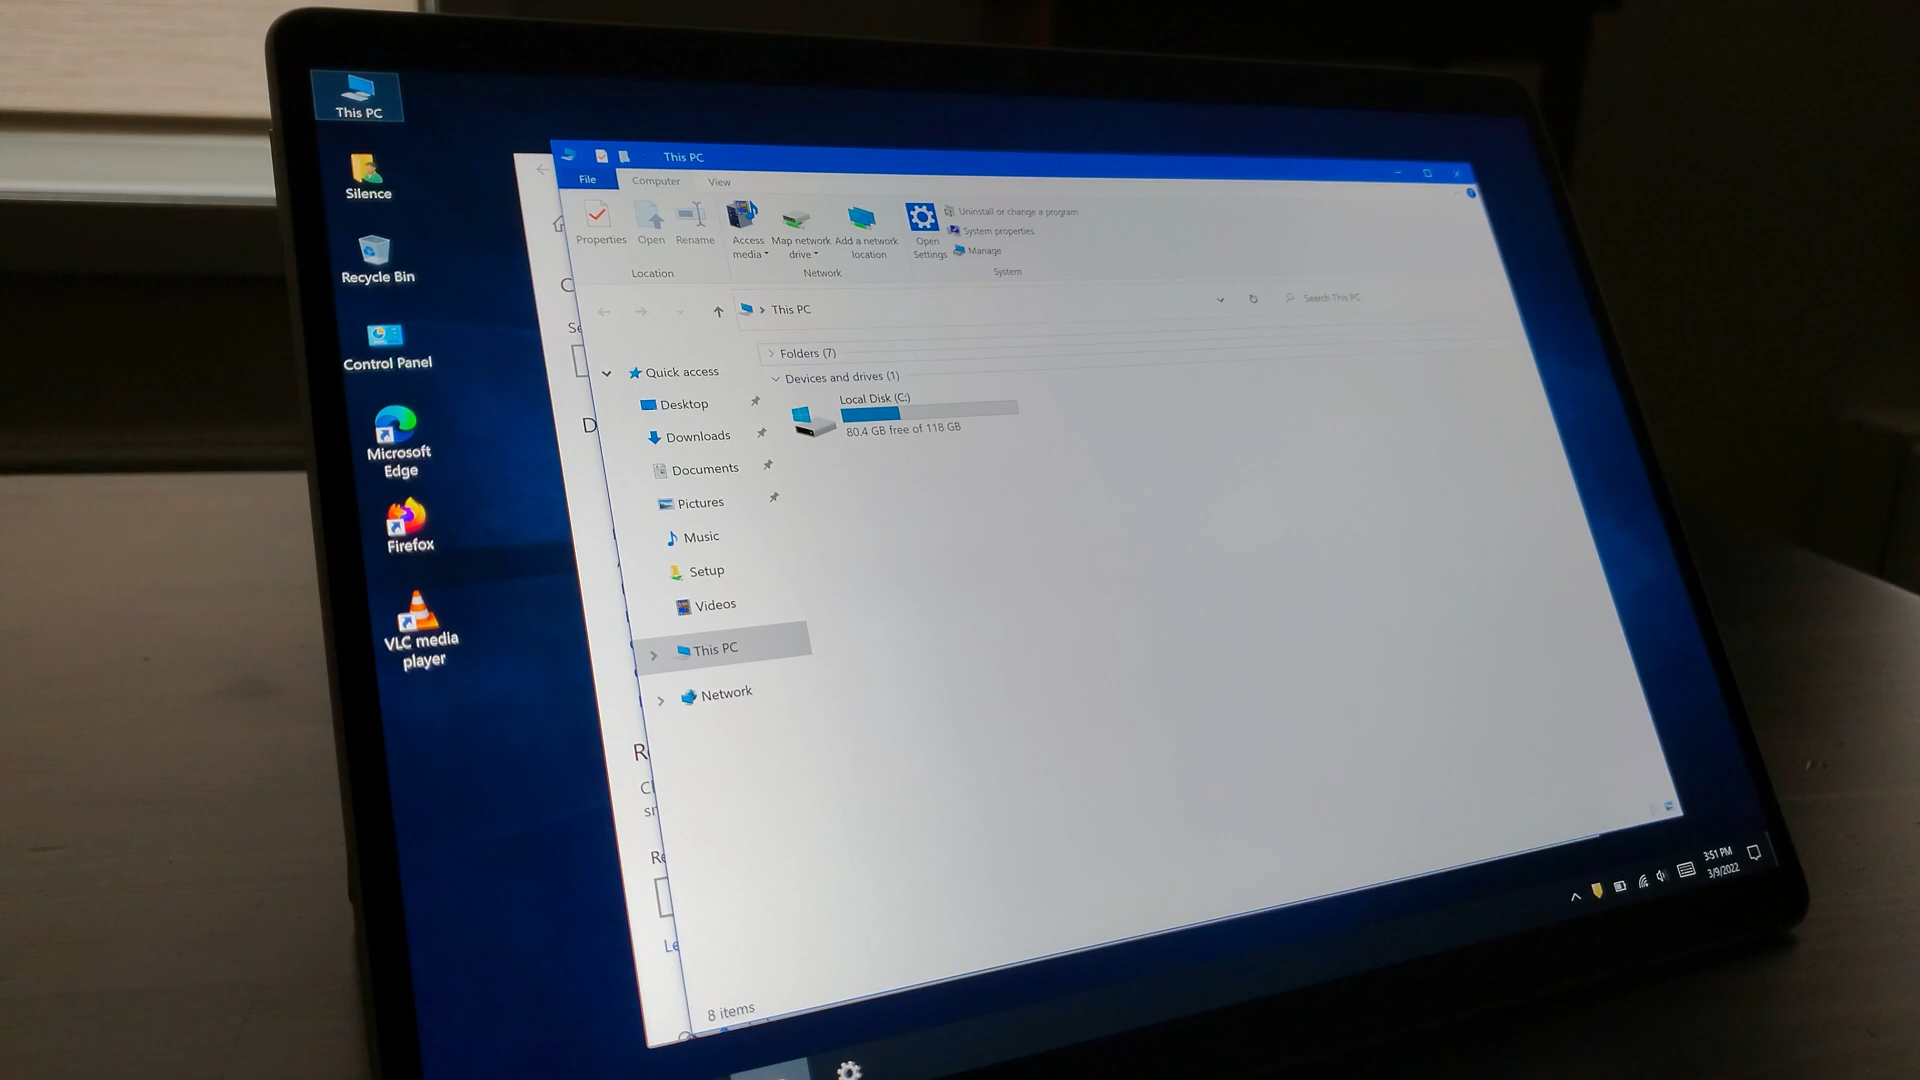 This PC
Silence
Recycle Bin
Control Panel
Microsoft
Edge
Firefox
VLC media
player
This PC
File
Computer
View
Properties
Open
Rename
Access
media
Map network
drive
Add a network
location
Open
Settings
Uninstall or change a program
System properties
Manage
Location
Network
System
This PC
Search This PC
Quick access
Desktop
Downloads
Documents
Pictures
Music
Setup
Videos
This PC
Network
Folders (7)
Devices and drives (1)
Local Disk (C:)
80.4 GB free of 118 GB
8 items
3:51 PM
3/9/2022